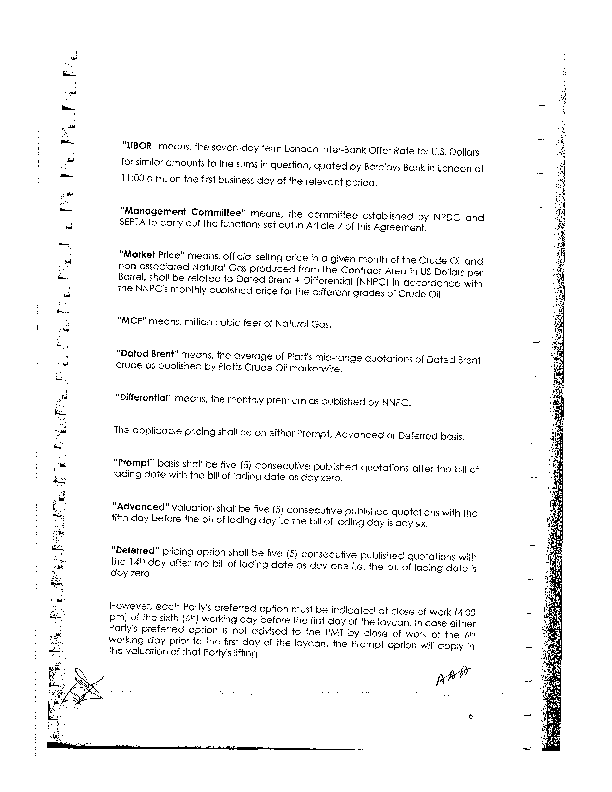 "LIBOR" means, the seven-day term London Inter-Bank Offer Rate for U.S. Dollars
for similar amounts to the sums in question, quoted by Barclays Bank in London at
11:00 a.m. on the first business day of the relevant period.
"Management Committee" means, the committee established by NPDC and
SEPTA to carry out the functions set out in Article 7 of this Agreement.
"Market Price" means, official selling price in a given month of the Crude Oil and
non associated Natural Gas produced from the Contract Area in US Dollars per
Barrel, shall be related to Dated Brent + Differential (NNPC) in accordance with
the NNPC's monthly published price for the different grades of Crude Oil
"MCF" means, million cubic feet of Natural Gas.
"Dated Brent" means, the average of Platt's mid-range quotations of Dated Brent
crude as published by Platt's Crude Oil marketwire.
"Differential" means, the monthly premium as published by NNPC.
The applicable pricing shall be on either Prompt, Advanced or Deferred basis.
"Prompt" basis shall be five (5) consecutive published quotations after the bill of
lading date with the bill of lading date as day zero.
"Advanced" valuation shall be five (5) consecutive published quotations with the
fifth day before the bill of lading day i.e the bill of lading day is day six.
"Deferred" pricing option shall be five (5) consecutive published quotations with
the 14th day after the bill of lading date as day one i.e. the bill of lading date is
day zero
However, each Party's preferred option must be indicated at close of work (4.00
pm) of the sixth (6th) working day before the first day of the laycan. In case either
Party's preferred option is not advised to the PMT by close of work of the 6th
working day prior to the first day of the laycan, the Prompt option will apply in
the valuation of that Party's lifting
6